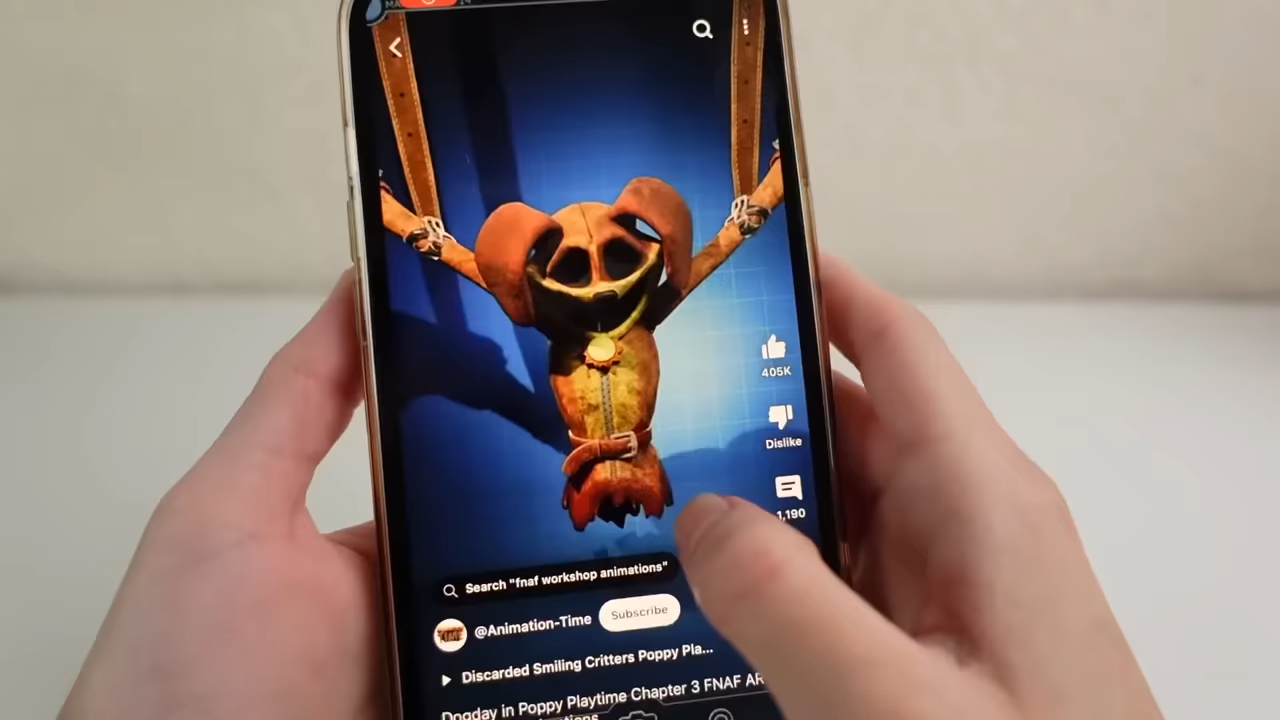 405K
Dislike
1,190
Search "fnaf workshop animations"
@Animation-Time
Subscribe
Discarded Smiling Critters Poppy Pla...
Dogday in Poppy Playtime Chapter 3 FNAF AR